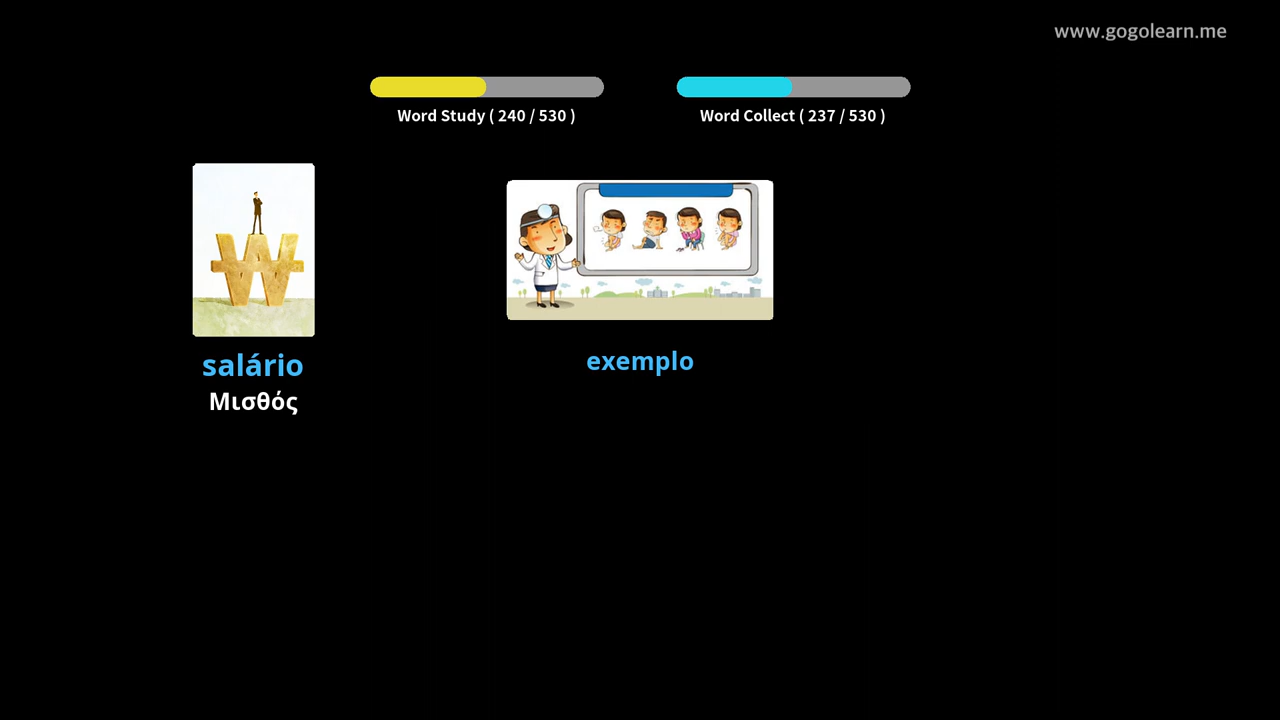 www.gogolearn.me
Word Study ( 240 / 530 )
Word Collect ( 237 / 530 )
salário
Μισθός
exemplo